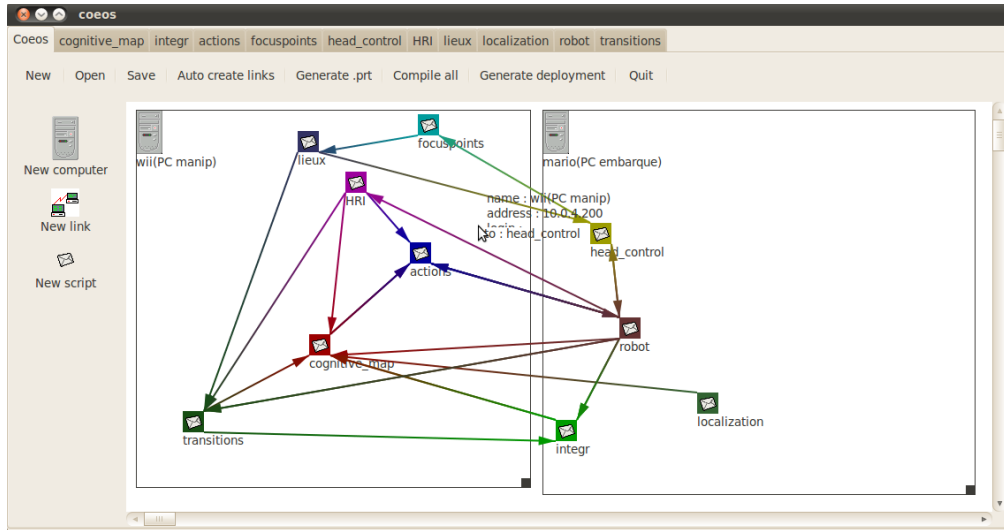 coeos
Coeos cognitive_map integr actions focuspoints head_control HRI lieux localization robot transitions
New Open Save Auto create links Generate .prt Compile all Generate deployment Quit
New computer
New link
New script
wii(PC manip)
lieux
focuspoints
mario(PC embarque)
HRI
name : wii(PC manip)
address : 10.0.4.200
to : head_control
head_control
actions
robot
cognitive_map
localization
transitions
integr